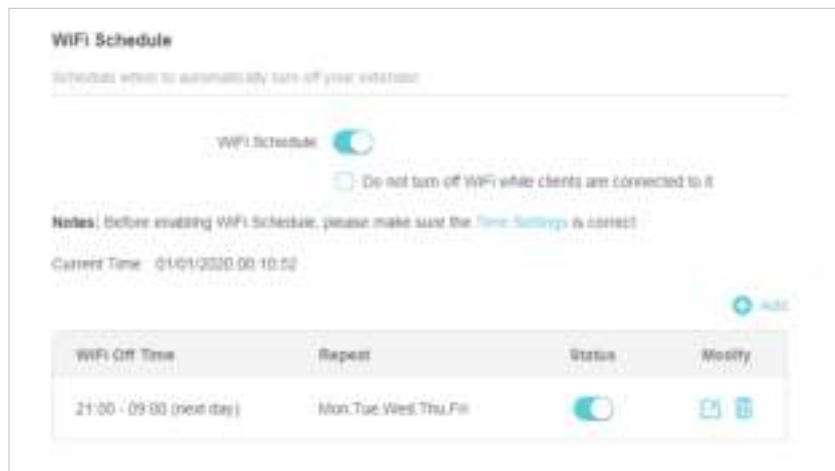 WiFi Schedule
Schedule when to automatically turn off your extender.
WiFi Schedule:
Do not turn off WiFi while clients are connected to it
Notes: Before enabling WiFi Schedule, please make sure the Time Settings is correct.
Current Time: 01/01/2020 00:10:52
Add
WiFi Off Time Repeat Status Modify
21:00 - 09:00 (next day) Mon,Tue,Wed,Thu,Fri